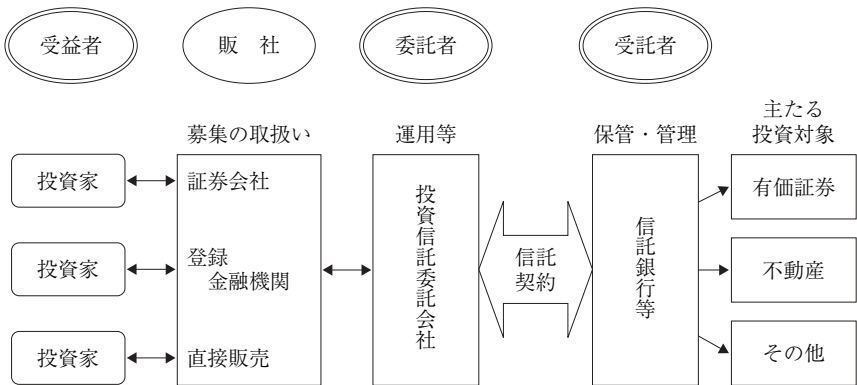 受益者
販　社
委託者
受託者
募集の取扱い
運用等
保管・管理
主たる
投資対象
投資家
証券会社
投資家
登録
金融機関
投資家
直接販売
投資信託委託会社
信託
契約
信託銀行等
有価証券
不動産
その他